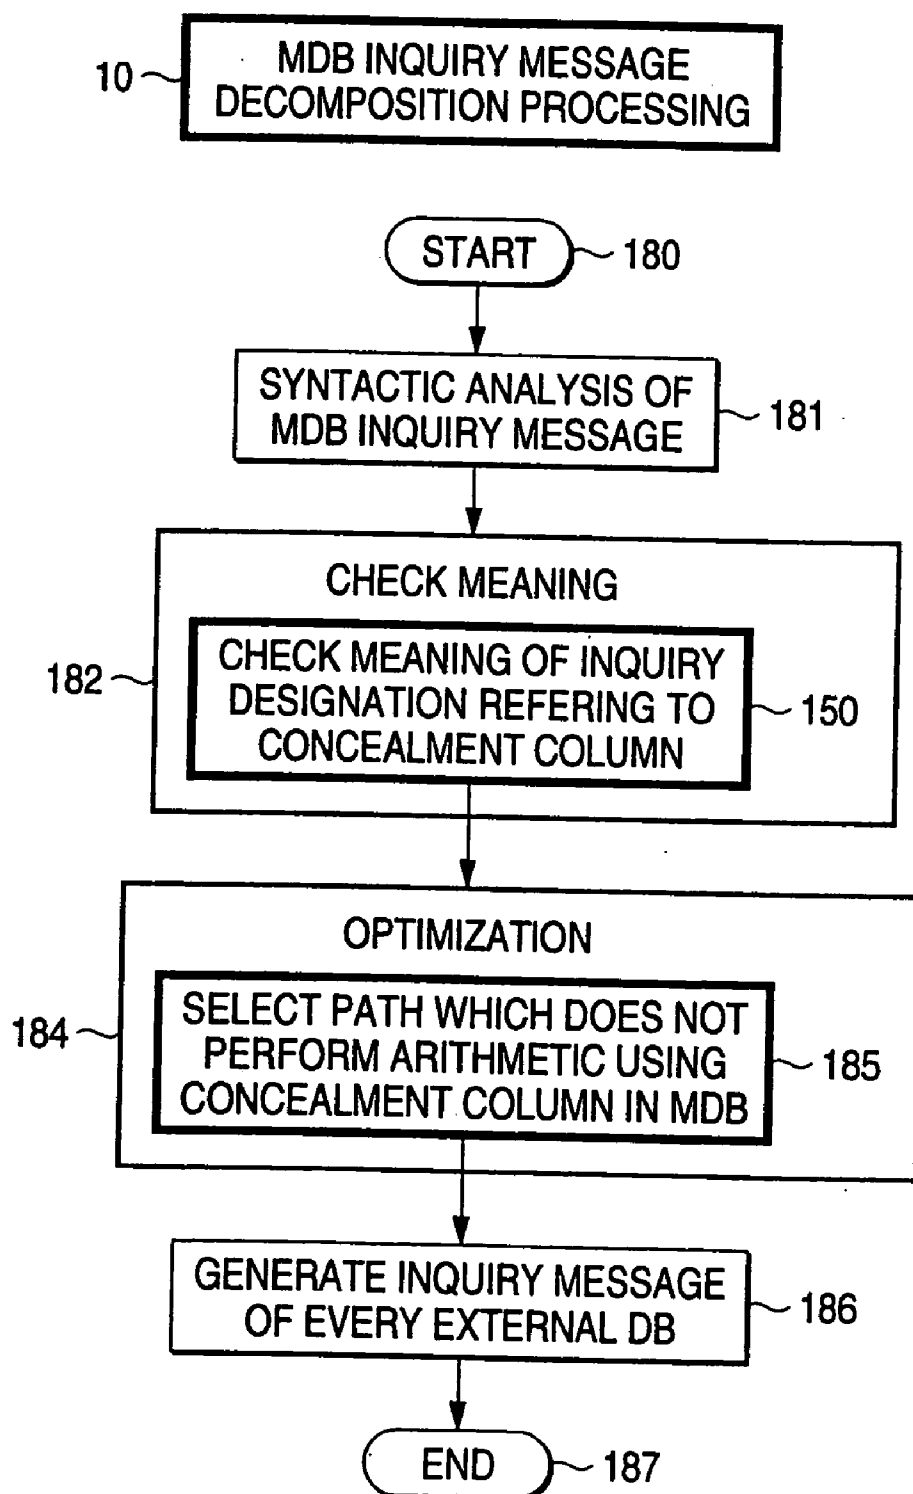 10
MDB INQUIRY MESSAGE
DECOMPOSITION PROCESSING
START
180
SYNTACTIC ANALYSIS OF
MDB INQUIRY MESSAGE
181
CHECK MEANING
182
CHECK MEANING OF INQUIRY
DESIGNATION REFERING TO
CONCEALMENT COLUMN
150
OPTIMIZATION
184
SELECT PATH WHICH DOES NOT
PERFORM ARITHMETIC USING
CONCEALMENT COLUMN IN MDB
185
GENERATE INQUIRY MESSAGE
OF EVERY EXTERNAL DB
186
END
187